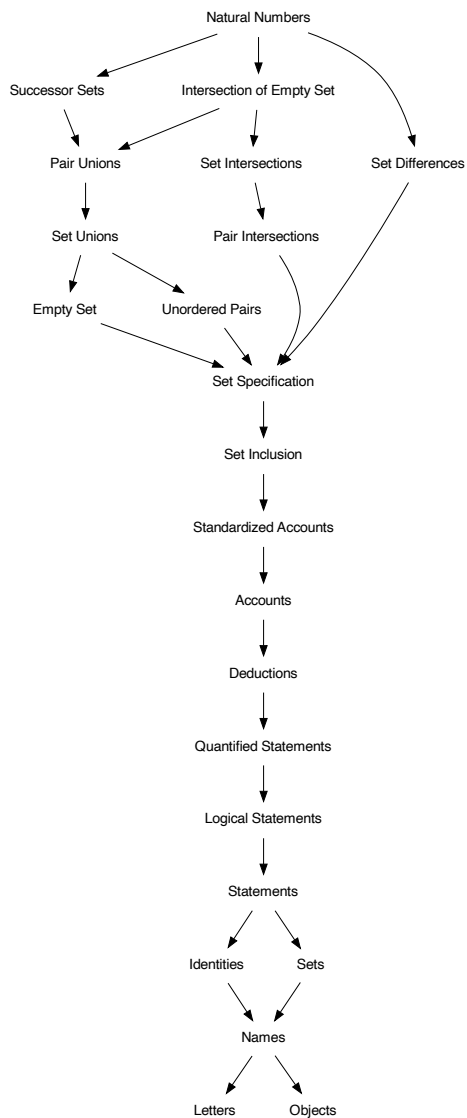 Natural Numbers
Successor Sets
Intersection of Empty Set
Pair Unions
Set Intersections
Set Differences
Set Unions
Pair Intersections
Empty Set
Unordered Pairs
Set Specification
Set Inclusion
Standardized Accounts
Accounts
Deductions
Quantified Statements
Logical Statements
Statements
Identities
Sets
Names
Letters
Objects